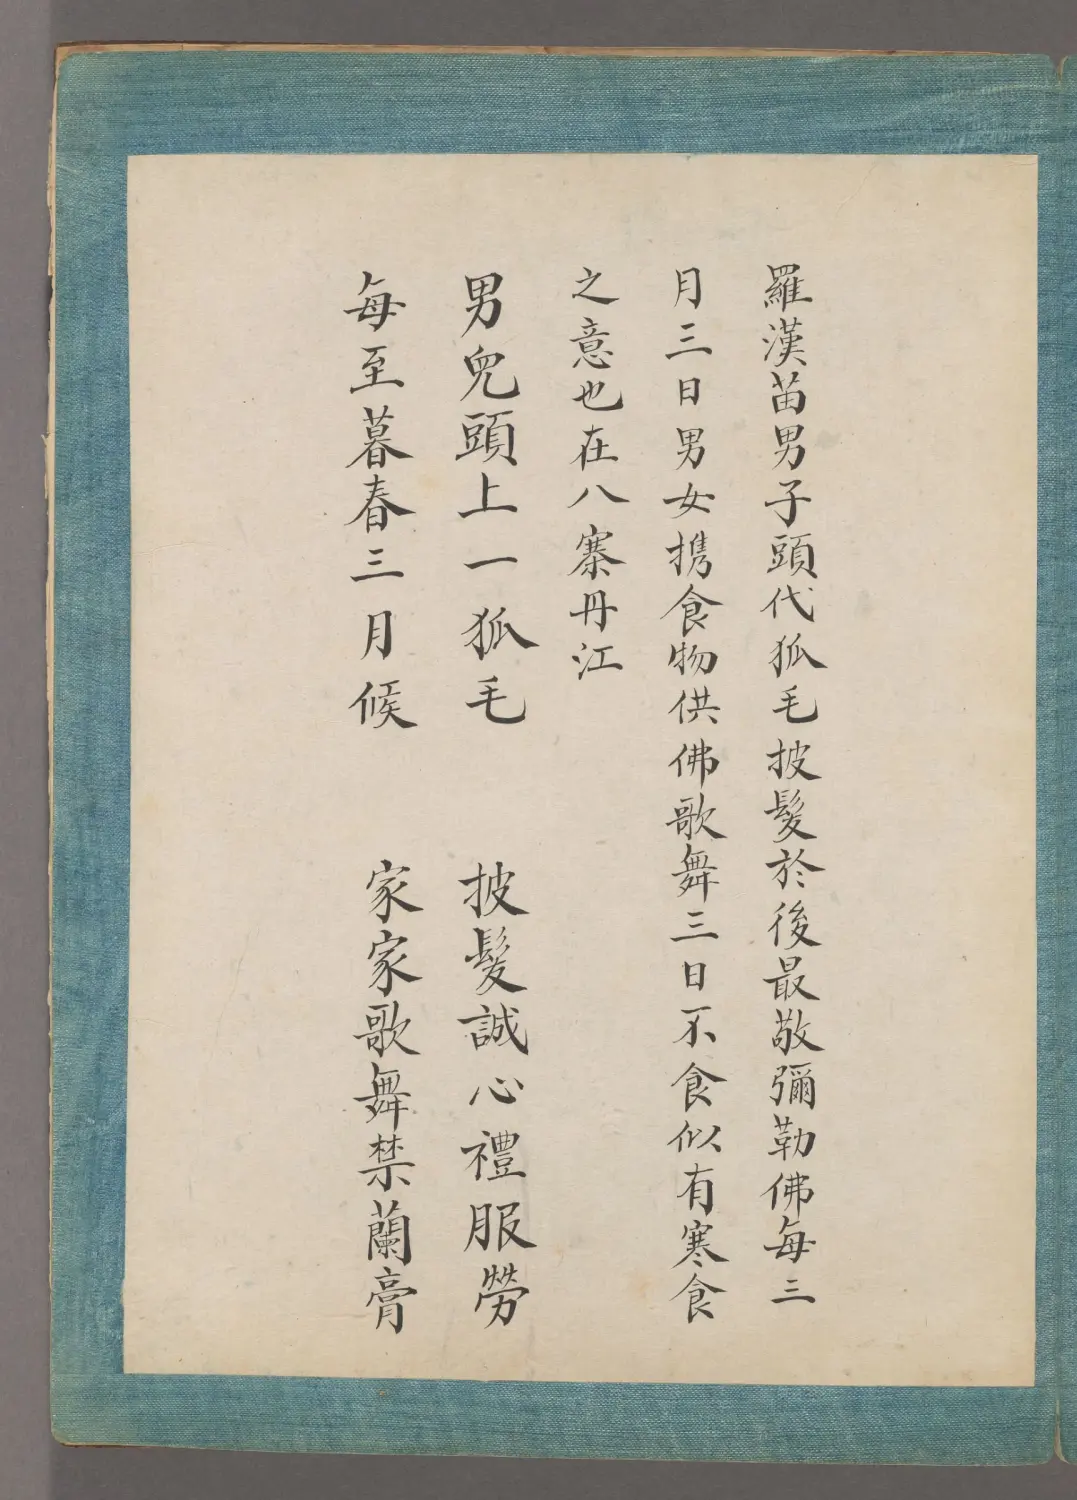 羅漢苗男子頭代狐毛披髮於後最敬彌勒佛每三
月三日男女携食物供佛歌舞三日不食似有寒食
之意也在八寨丹江
男兒頭上一狐毛 披髮誠心禮服勞
每至暮春三月候 家家歌舞禁蘭膏